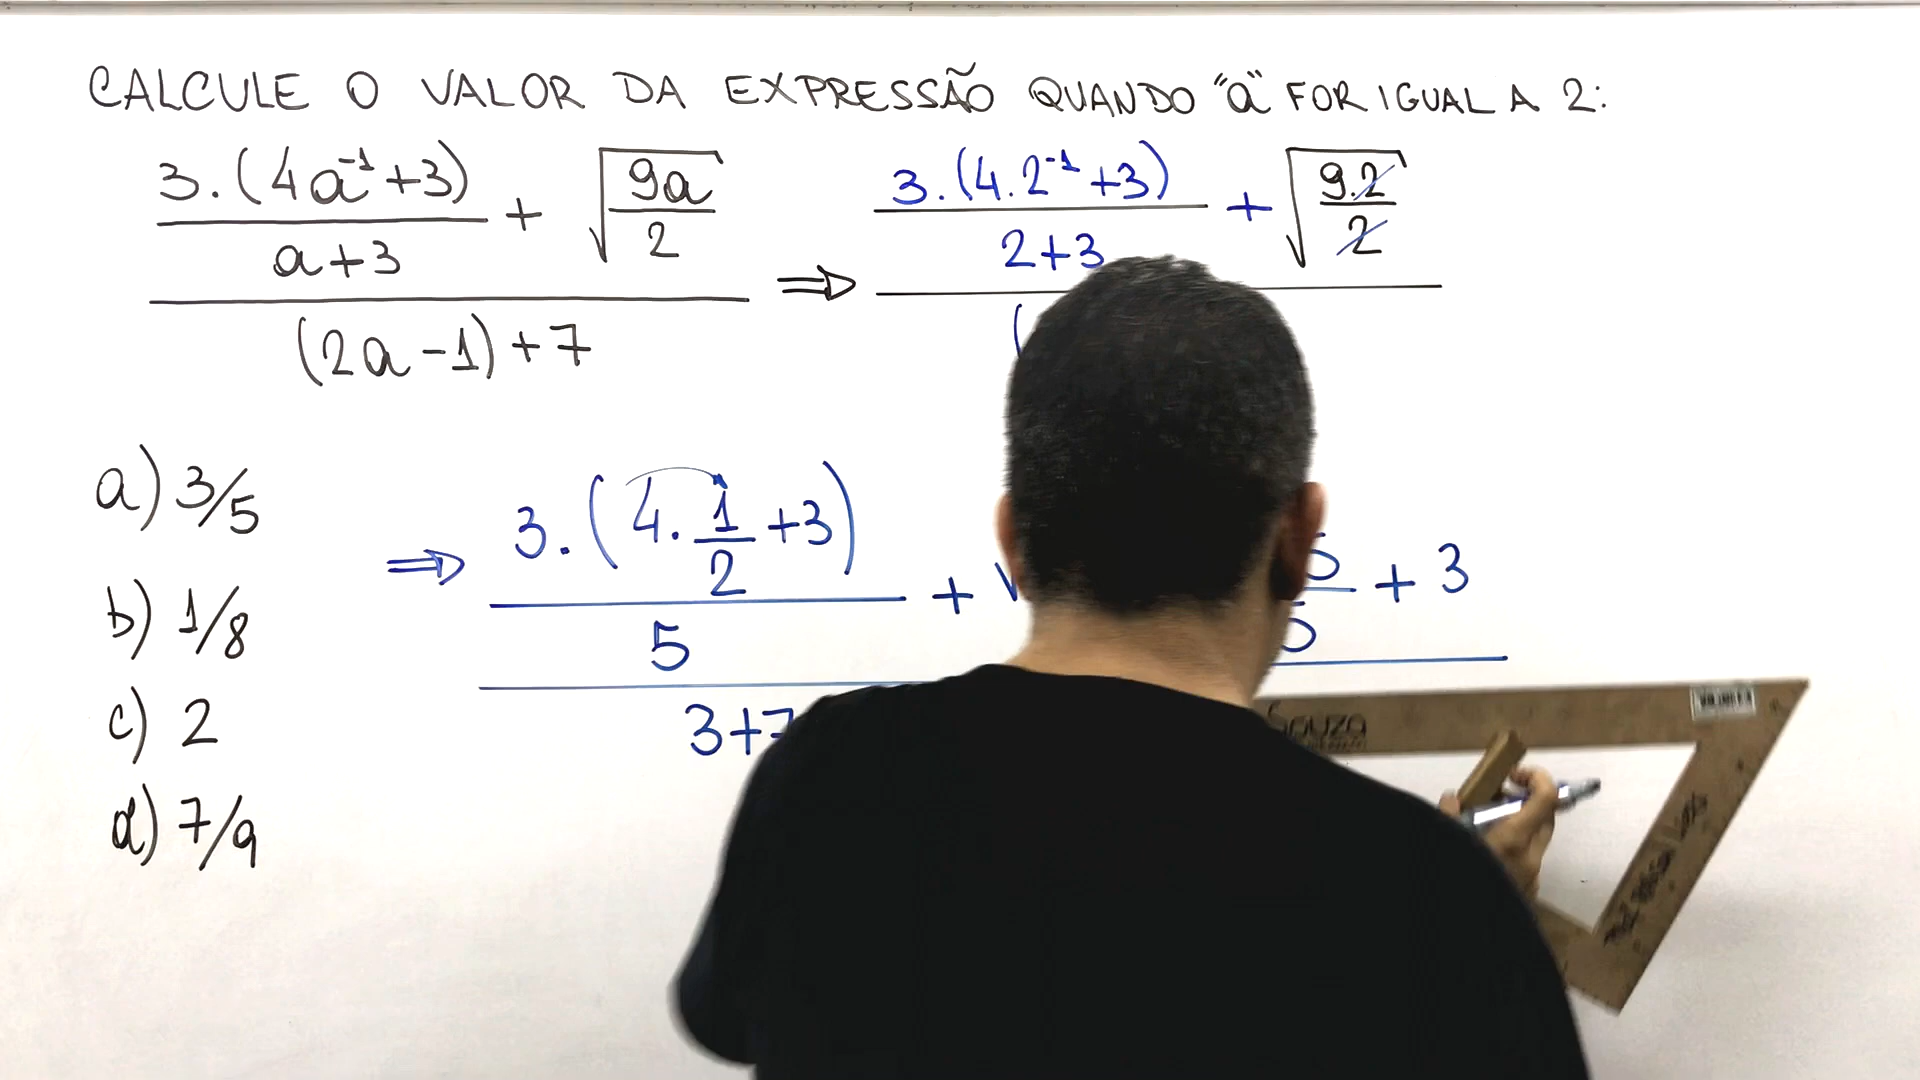 CALCULE O VALOR DA EXPRESSÃO QUANDO "a" FOR IGUAL A 2:
3.(4a⁻¹+3) / a+3 + √(9a/2) ⇒ 3.(4.2⁻¹+3) / 2+3 + √(9.2/2)
(2a-1)+7 (
a) 3/5
⇒ 3.(4.1/2+3) / 5 + √ 5 / 5 + 3
3+7
b) 1/8
c) 2
d) 7/9
Souza